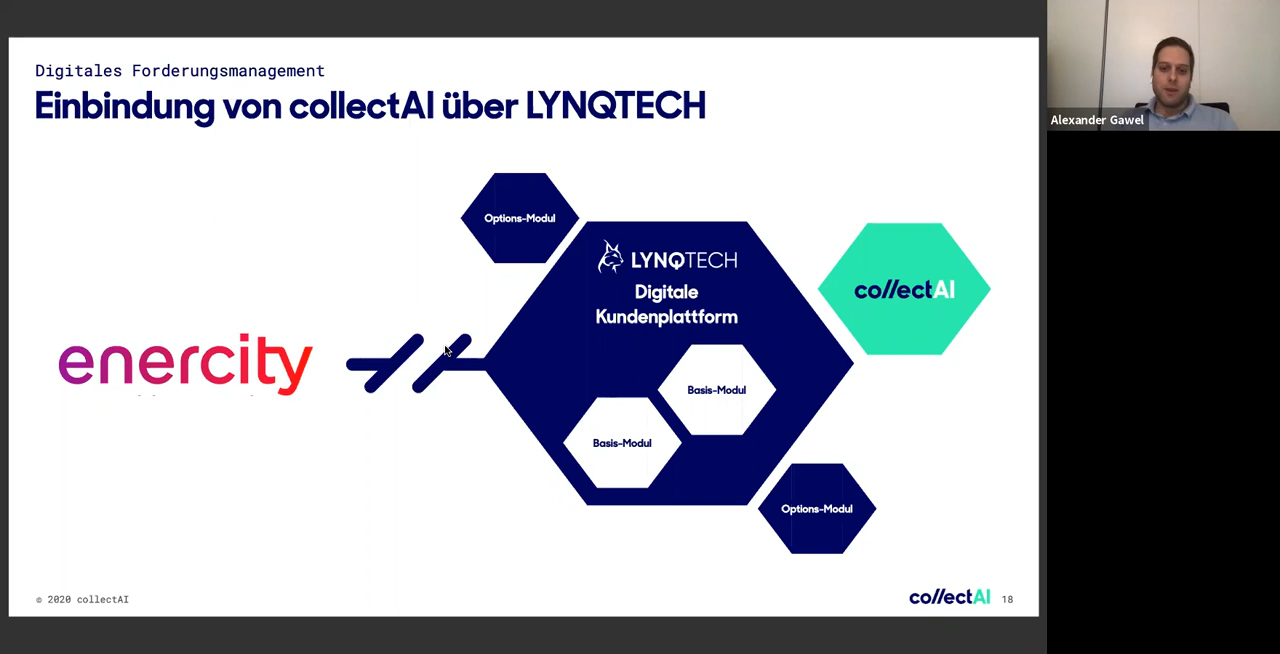 Digitales Forderungsmanagement
Einbindung von collectAI über LYNQTECH
Options-Modul
LYNQTECH
Digitale
Kundenplattform
collectAI
enercity
Basis-Modul
Basis-Modul
Options-Modul
© 2020 collectAI
collectAI
18
Alexander Gawel